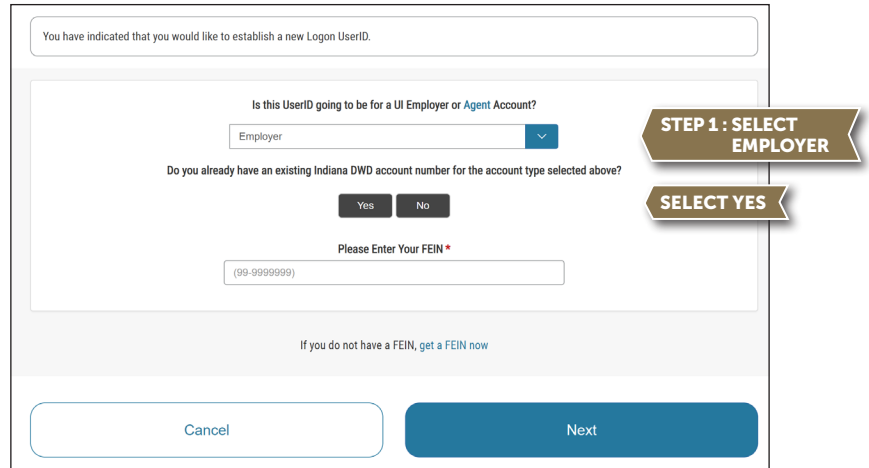 You have indicated that you would like to establish a new Logon UserID.
Is this UserID going to be for a UI Employer or Agent Account?
Employer
STEP 1 : SELECT
EMPLOYER
Do you already have an existing Indiana DWD account number for the account type selected above?
Yes No
SELECT YES
Please Enter Your FEIN *
(99-9999999)
If you do not have a FEIN, get a FEIN now
Cancel Next